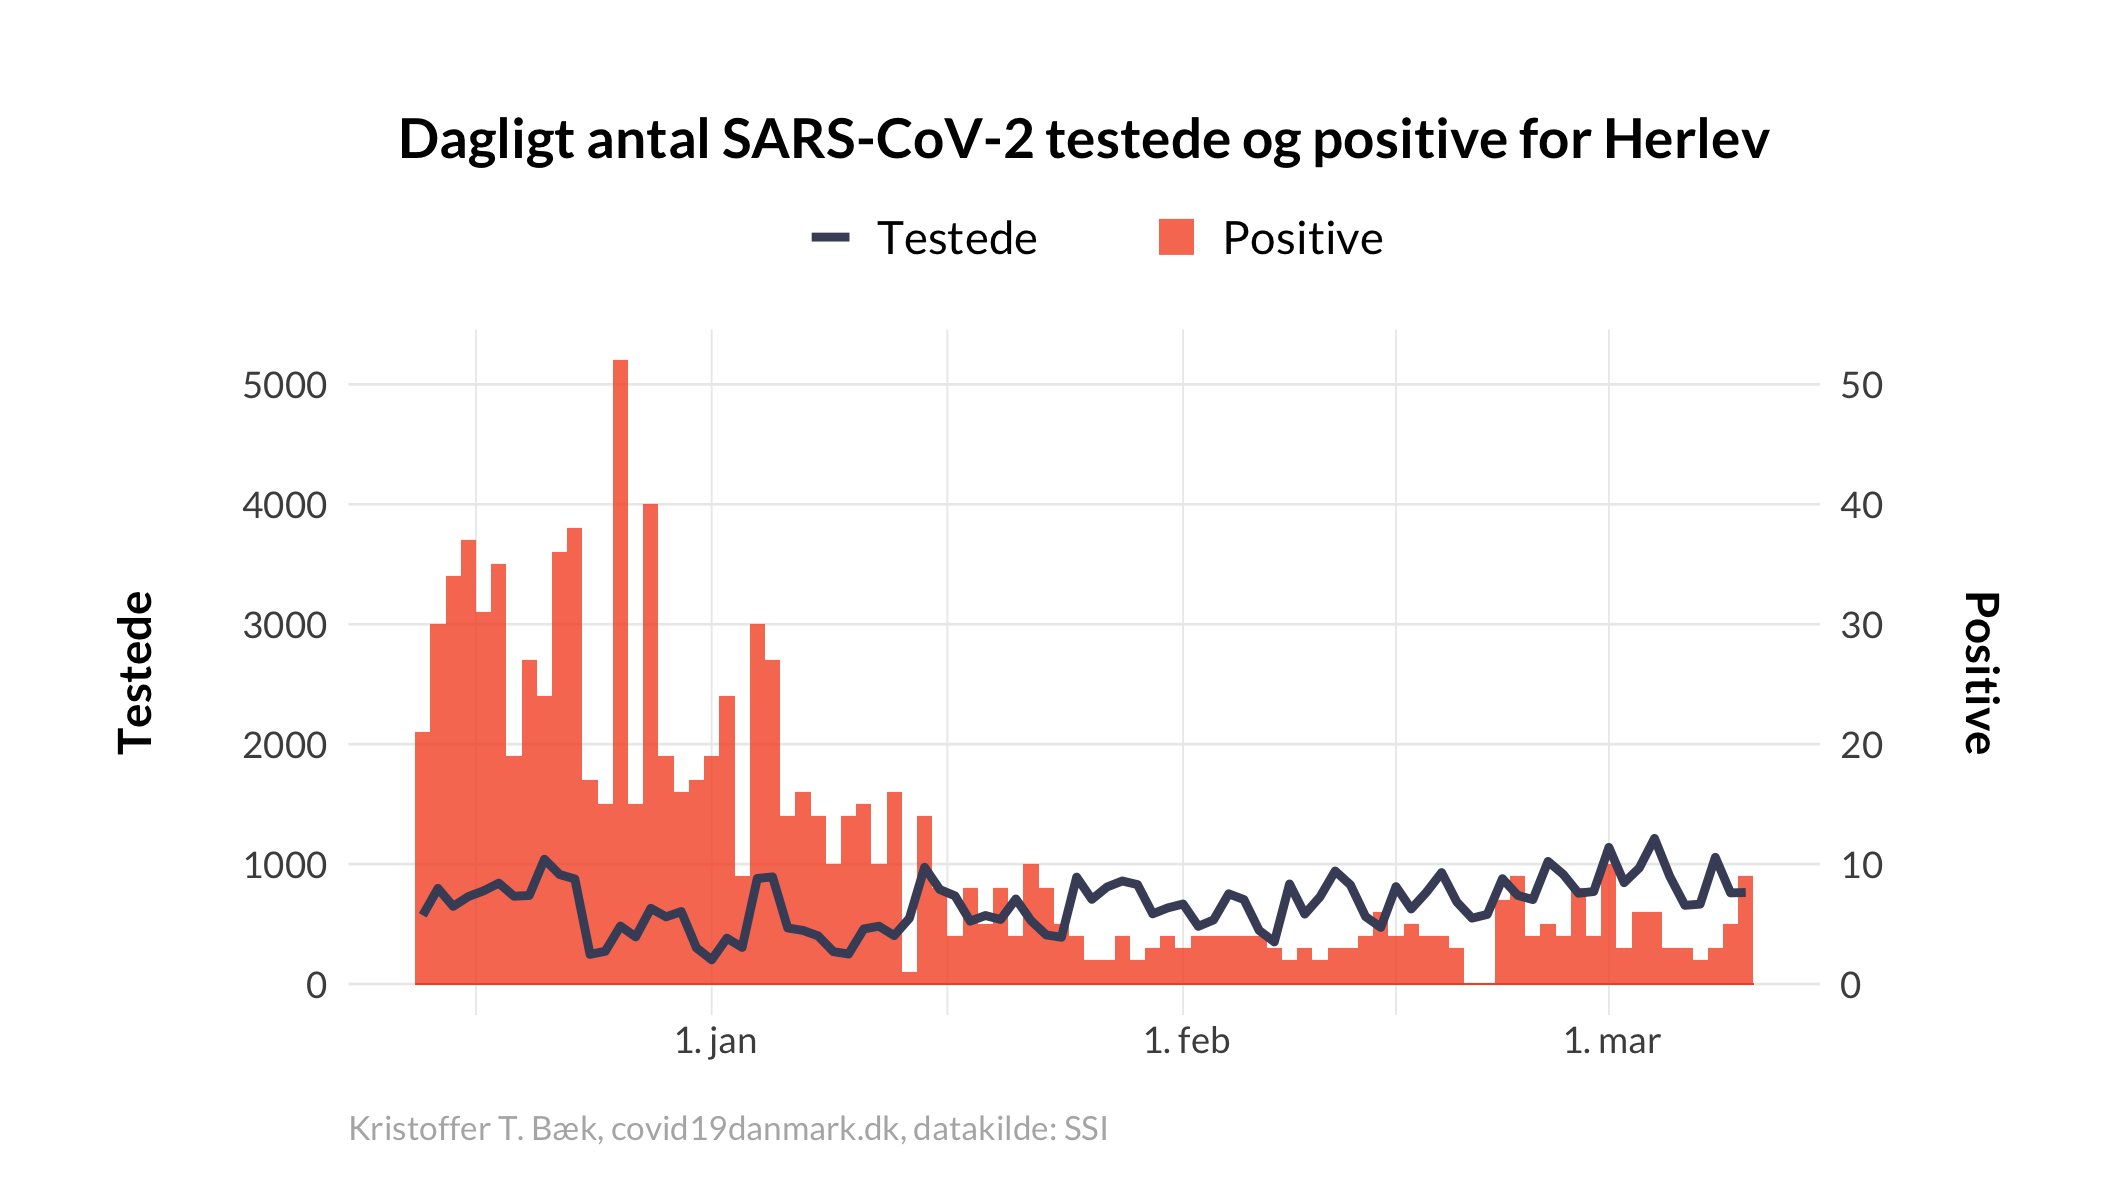 Dagligt antal SARS-CoV-2 testede og positive for Herlev
Testede Positive
5000 50
4000 40
3000 30
2000 20
1000 10
0 0
Testede
Positive
1. jan 1. feb 1. mar
Kristoffer T. Bæk, covid19danmark.dk, datakilde: SSI